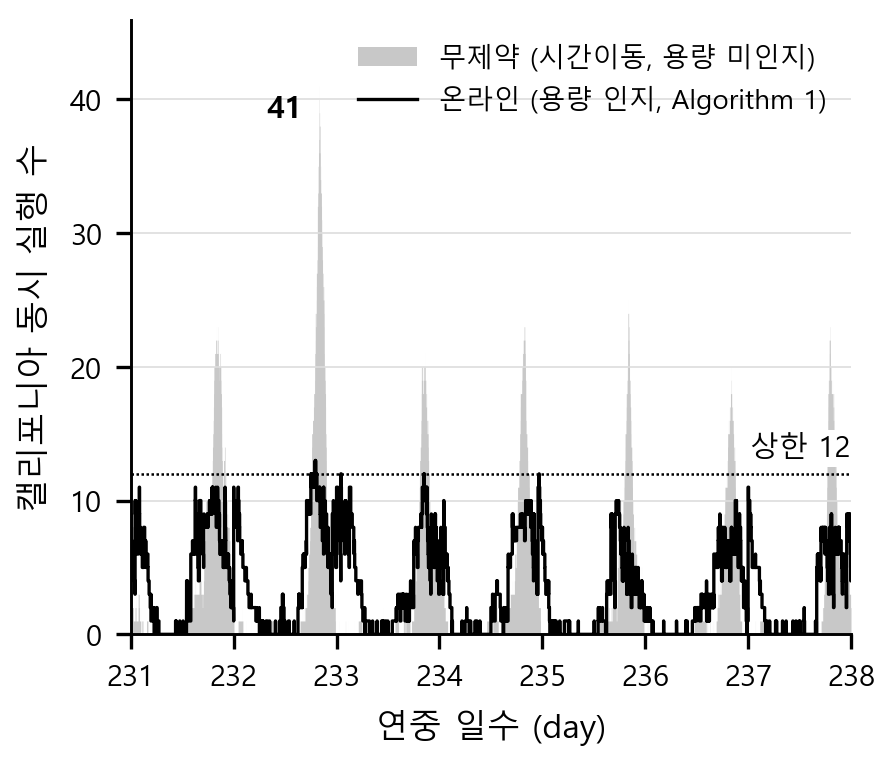 무제약 (시간이동, 용량 미인지)
온라인 (용량 인지, Algorithm 1)
41
상한 12
40
30
20
10
0
캘리포니아 동시 실행 수
231 232 233 234 235 236 237 238
연중 일수 (day)